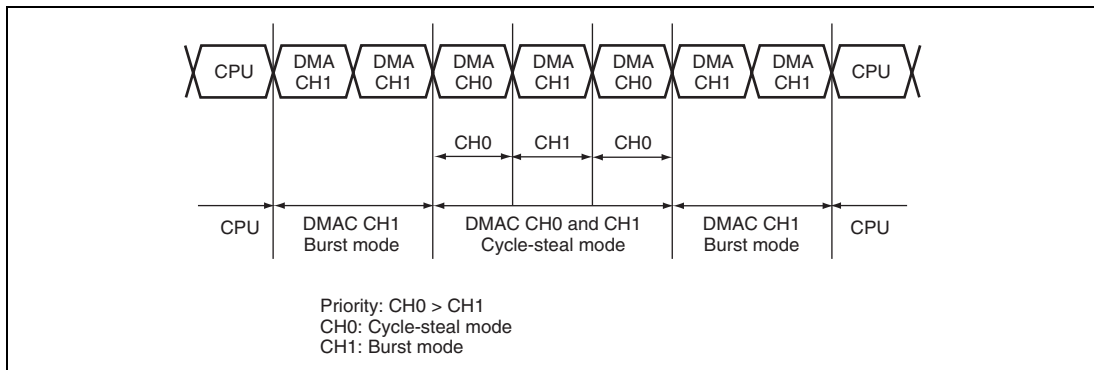 CPU
DMA
CH1
DMA
CH1
DMA
CH0
DMA
CH1
DMA
CH0
DMA
CH1
DMA
CH1
CPU
CH0
CH1
CH0
CPU
DMAC CH1
Burst mode
DMAC CH0 and CH1
Cycle-steal mode
DMAC CH1
Burst mode
CPU
Priority: CH0 > CH1
CH0: Cycle-steal mode
CH1: Burst mode